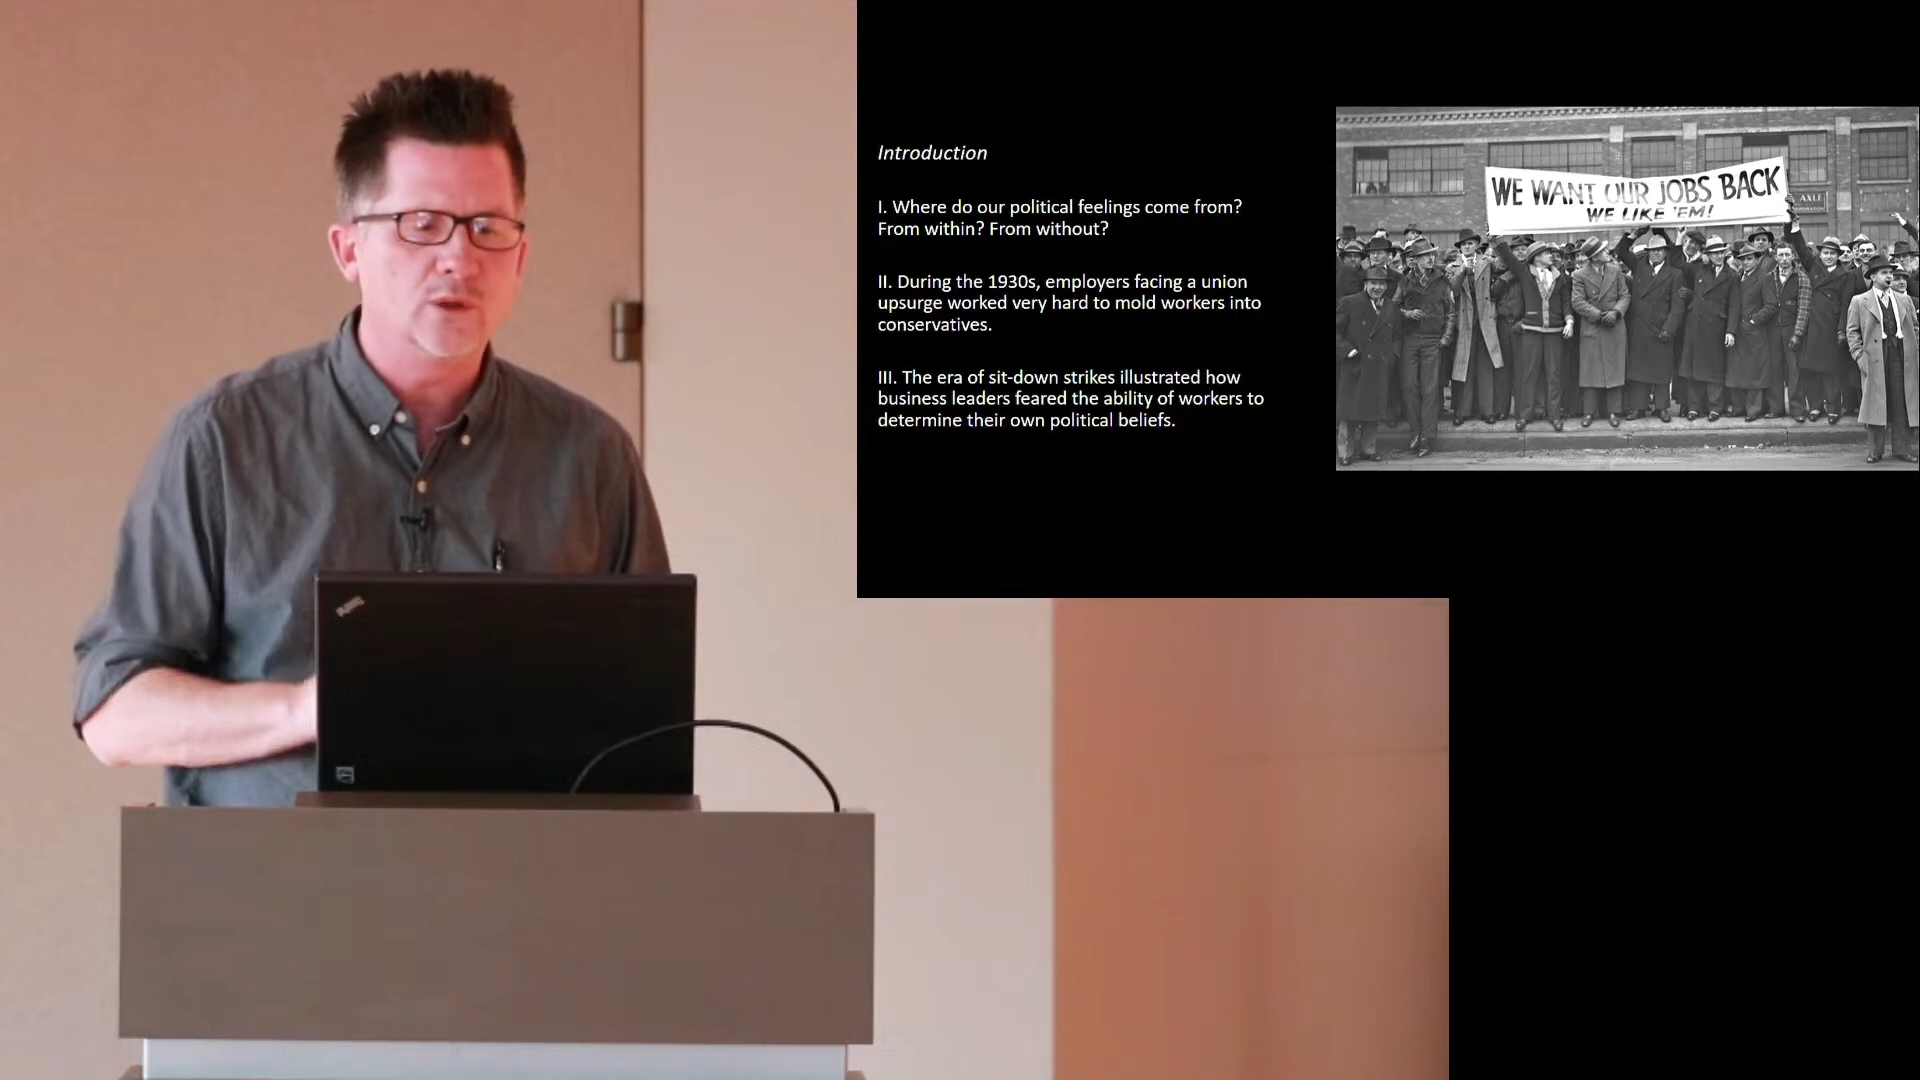 Introduction
I. Where do our political feelings come from?
From within? From without?
II. During the 1930s, employers facing a union
upsurge worked very hard to mold workers into
conservatives.
III. The era of sit-down strikes illustrated how
business leaders feared the ability of workers to
determine their own political beliefs.
WE WANT OUR JOBS BACK
WE LIKE 'EM!
AXLE
ThinkPad